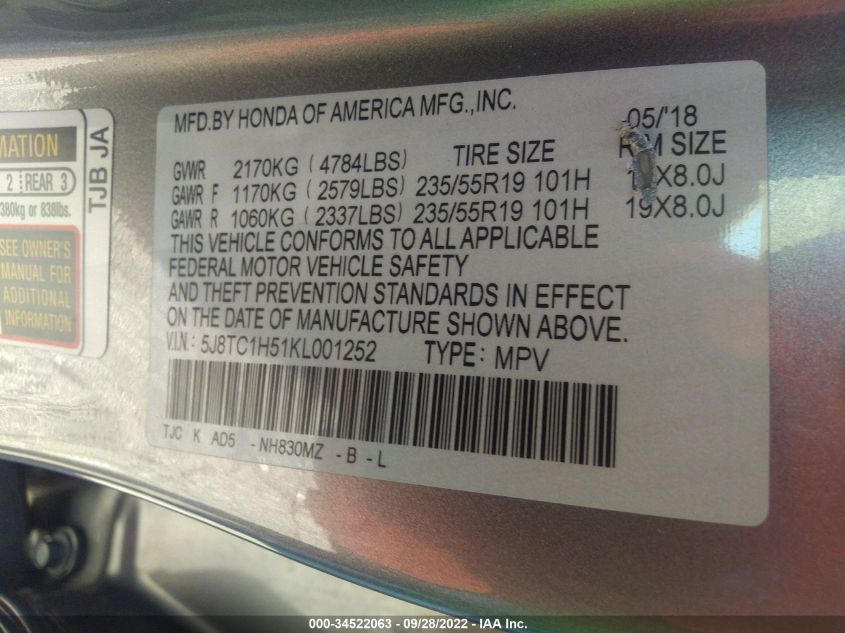 MATION
2 REAR 3
380kg or 838lbs.
SEE OWNER'S
MANUAL FOR
ADDITIONAL
INFORMATION
TJB JA
MFD.BY HONDA OF AMERICA MFG.,INC. 05/'18
GVWR 2170KG (4784LBS) TIRE SIZE SIZE
GAWR F 1170KG (2579LBS) 235/55R19 101H X8.0J
GAWR R 1060KG (2337LBS) 235/55R19 101H 19X8.0J
THIS VEHICLE CONFORMS TO ALL APPLICABLE
FEDERAL MOTOR VEHICLE SAFETY
AND THEFT PREVENTION STANDARDS IN EFFECT
ON THE DATE OF MANUFACTURE SHOWN ABOVE.
V.I.N.: 5J8TC1H51KL001252 TYPE: MPV
TJC K AD5 -NH830MZ -B -L
000-34522063 - 09/28/2022 - IAA Inc.